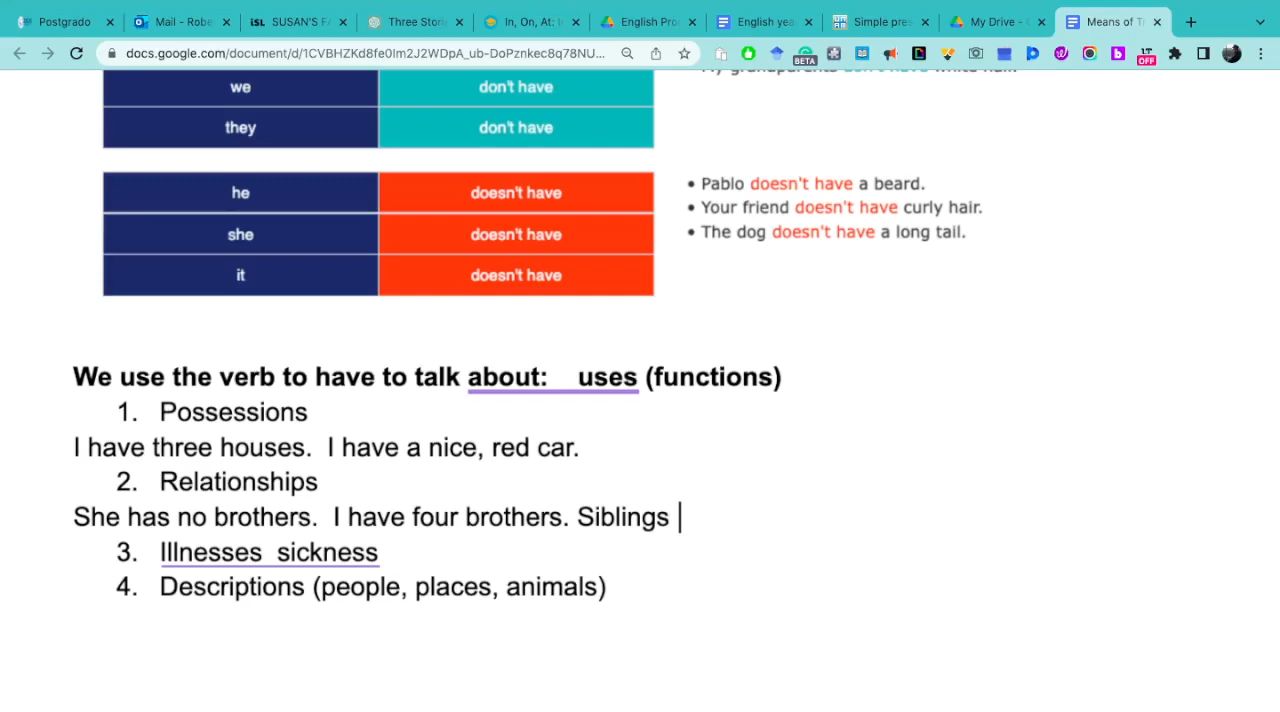 Postgrado
Mail - Robe
SUSAN'S FA
Three Stori
In, On, At: I
English Pro
English yea
Simple pre
My Drive - G
Means of T
docs.google.com/document/d/1CVBHZKd8fe0Im2J2WDpA_ub-DoPznkec8q78NU...
BETA
OFF
we don't have
they don't have
he doesn't have
she doesn't have
it doesn't have
• Pablo doesn't have a beard.
• Your friend doesn't have curly hair.
• The dog doesn't have a long tail.
We use the verb to have to talk about: uses (functions)
1. Possessions
I have three houses. I have a nice, red car.
2. Relationships
She has no brothers. I have four brothers. Siblings
3. Illnesses sickness
4. Descriptions (people, places, animals)